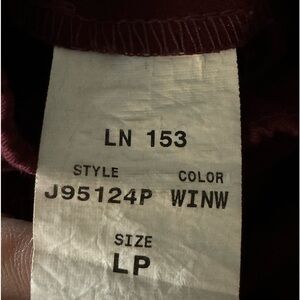 LN 153
STYLE COLOR
J95124P WINW
SIZE
LP